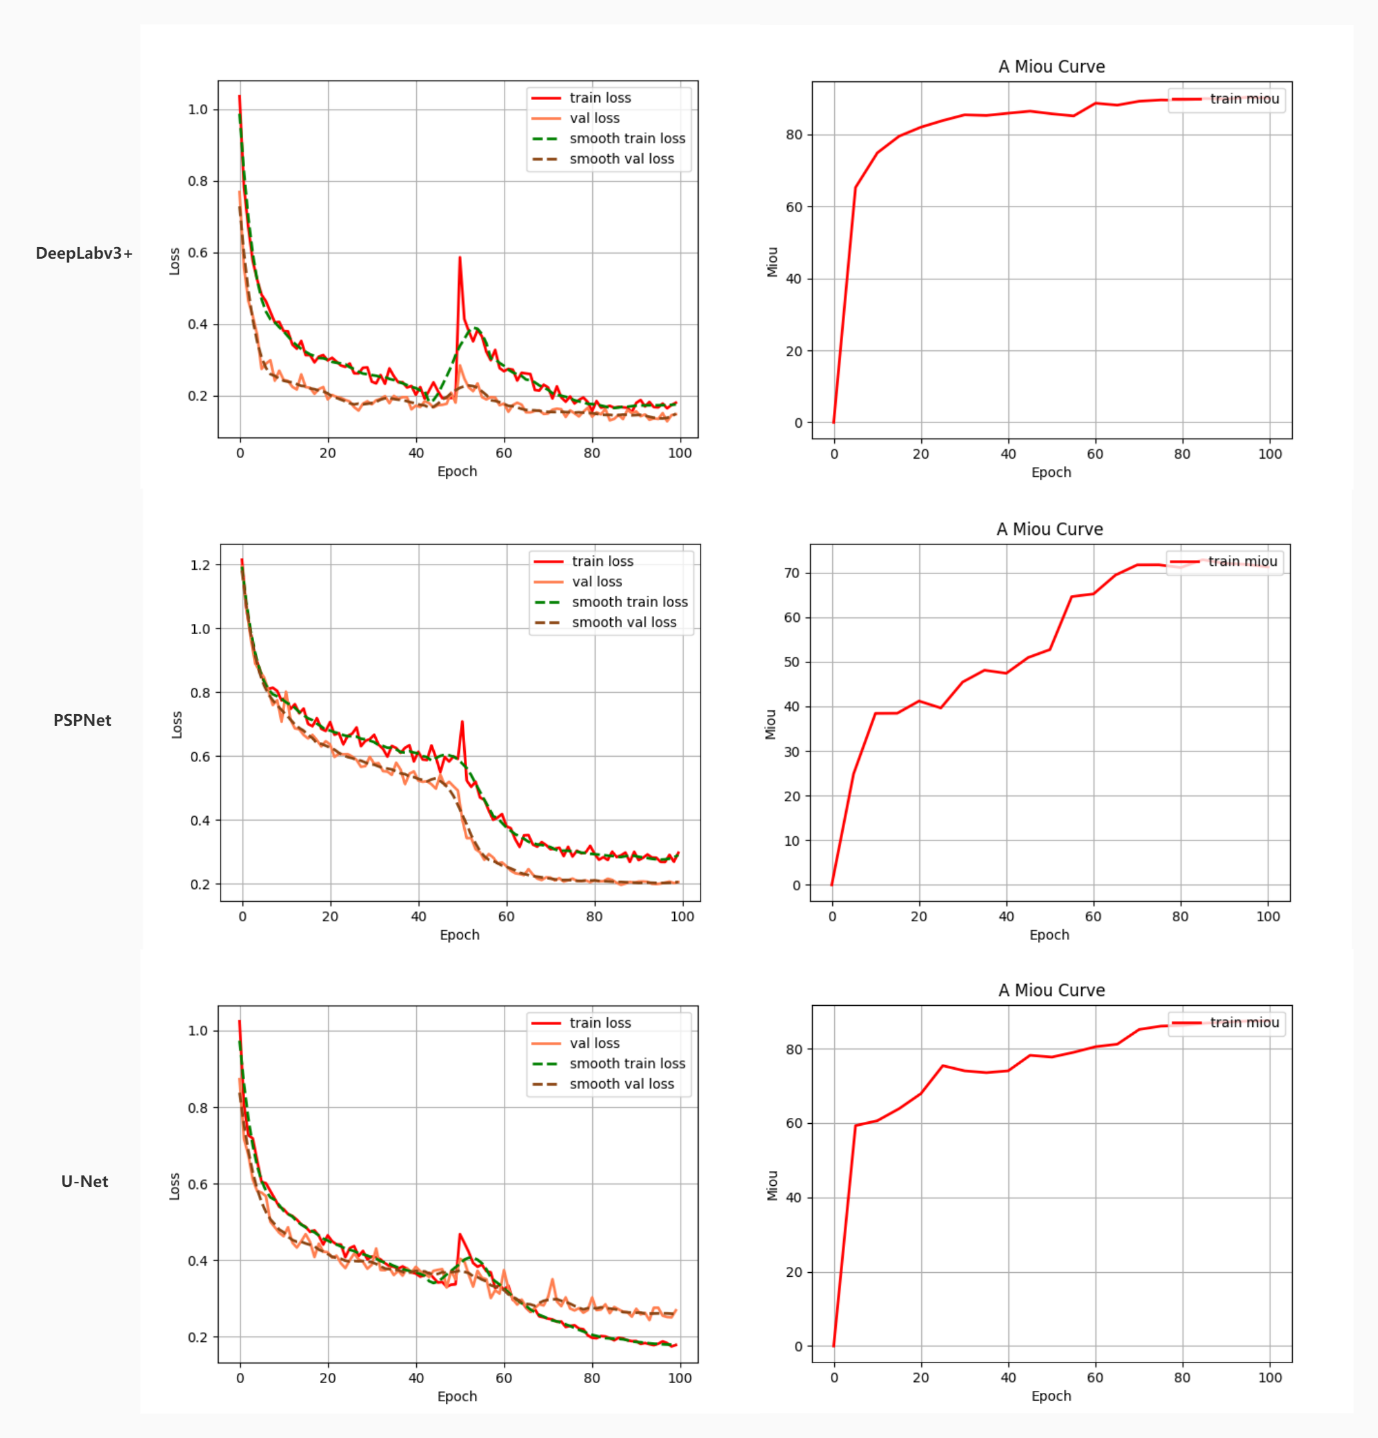 DeepLabv3+
1.0
0.8
0.6
0.4
0.2
Loss
0 20 40 60 80 100
Epoch
train loss
val loss
smooth train loss
smooth val loss
A Miou Curve
80
60
40
20
0
Miou
0 20 40 60 80 100
Epoch
train miou
PSPNet
1.2
1.0
0.8
0.6
0.4
0.2
Loss
0 20 40 60 80 100
Epoch
train loss
val loss
smooth train loss
smooth val loss
A Miou Curve
70
60
50
40
30
20
10
0
Miou
0 20 40 60 80 100
Epoch
train miou
U-Net
1.0
0.8
0.6
0.4
0.2
Loss
0 20 40 60 80 100
Epoch
train loss
val loss
smooth train loss
smooth val loss
A Miou Curve
80
60
40
20
0
Miou
0 20 40 60 80 100
Epoch
train miou